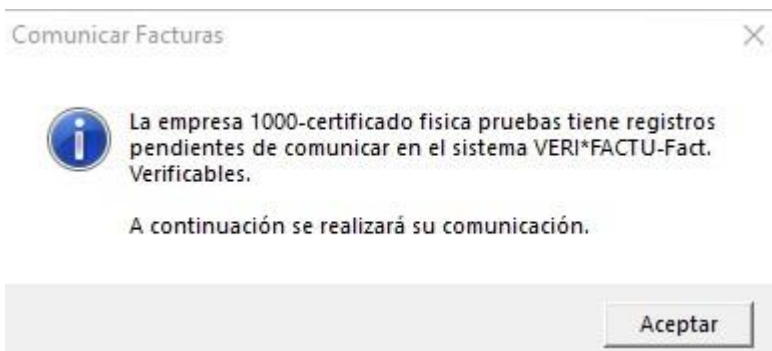 Comunicar Facturas
La empresa 1000-certificado fisica pruebas tiene registros
pendientes de comunicar en el sistema VERI*FACTU-Fact.
Verificables.
A continuación se realizará su comunicación.
Aceptar